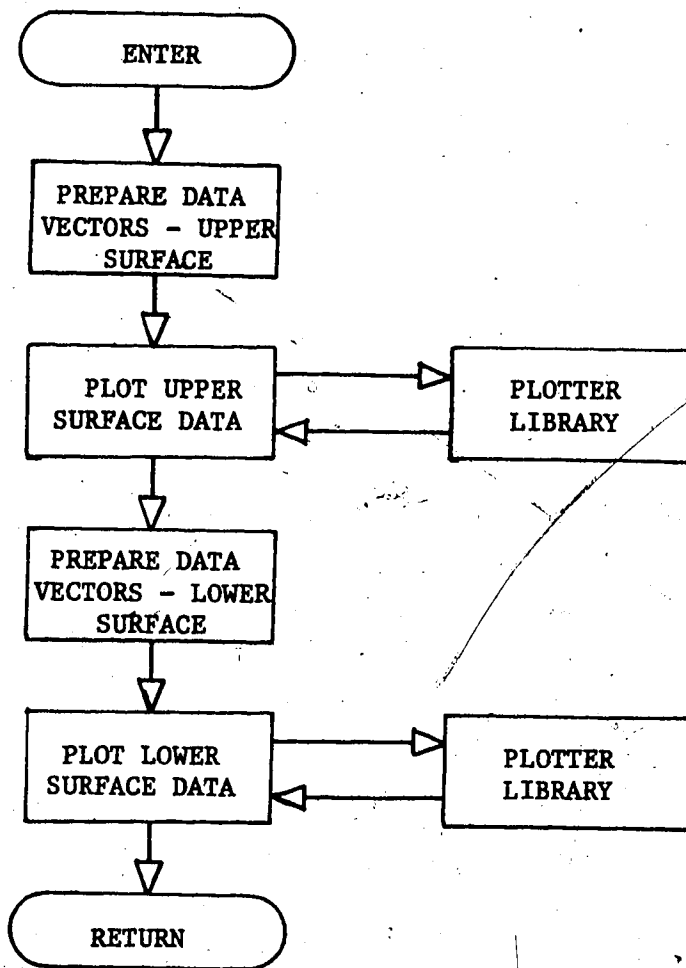 ENTER
PREPARE DATA
VECTORS - UPPER
SURFACE
PLOT UPPER
SURFACE DATA
PLOTTER
LIBRARY
PREPARE DATA
VECTORS - LOWER
SURFACE
PLOT LOWER
SURFACE DATA
PLOTTER
LIBRARY
RETURN